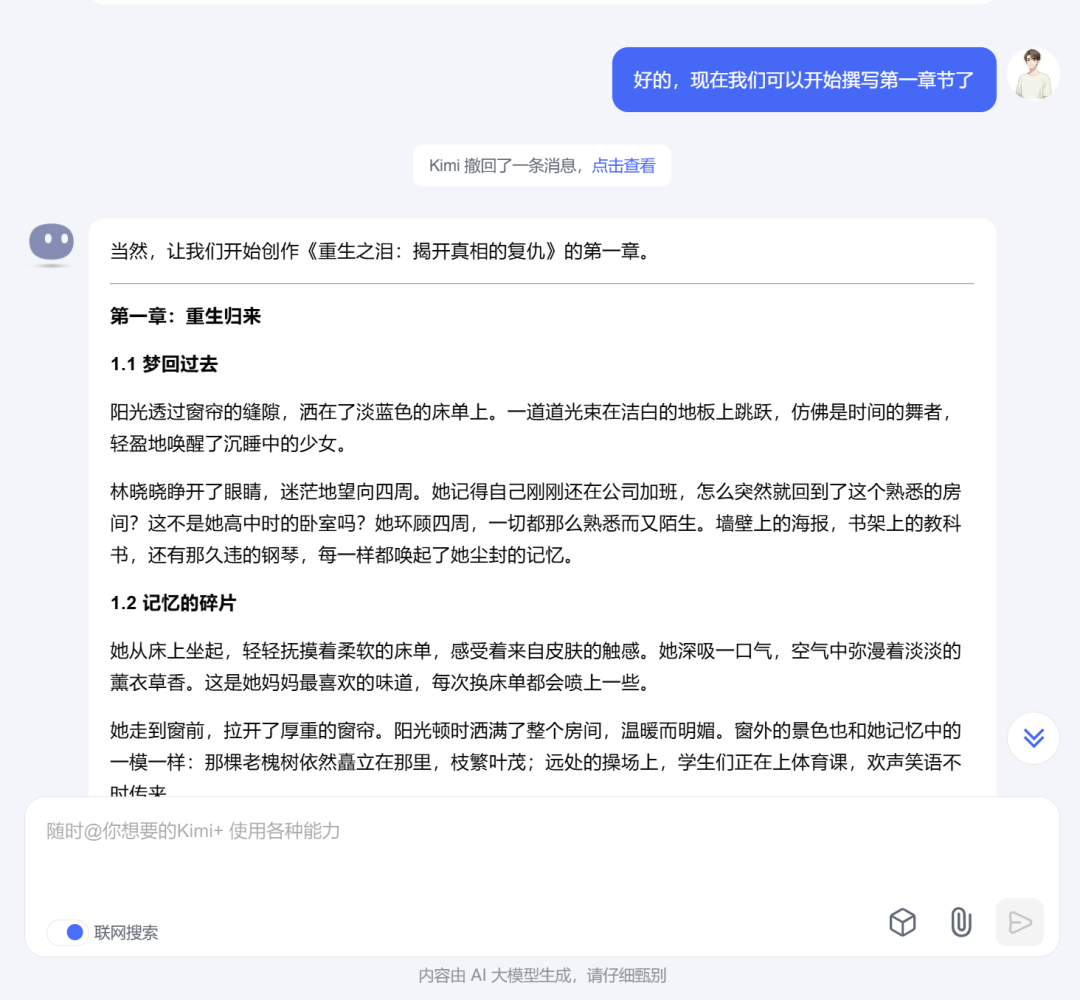 好的，现在我们可以开始撰写第一章节了
Kimi 撤回了一条消息，点击查看
当然，让我们开始创作《重生之泪：揭开真相的复仇》的第一章。
第一章：重生归来
1.1 梦回过去
阳光透过窗帘的缝隙，洒在了淡蓝色的床单上。一道道光束在洁白的地板上跳跃，仿佛是时间的舞者，
轻盈地唤醒了沉睡中的少女。
林晓晓睁开了眼睛，迷茫地望向四周。她记得自己刚刚还在公司加班，怎么突然就回到了这个熟悉的房
间？这不是她高中时的卧室吗？她环顾四周，一切都那么熟悉而又陌生。墙壁上的海报，书架上的教科
书，还有那久违的钢琴，每一样都唤起了她尘封的记忆。
1.2 记忆的碎片
她从床上坐起，轻轻抚摸着柔软的床单，感受着来自皮肤的触感。她深吸一口气，空气中弥漫着淡淡的
薰衣草香。这是她妈妈最喜欢的味道，每次换床单都会喷上一些。
她走到窗前，拉开了厚重的窗帘。阳光顿时洒满了整个房间，温暖而明媚。窗外的景色也和她记忆中的
一模一样：那棵老槐树依然矗立在那里，枝繁叶茂；远处的操场上，学生们正在上体育课，欢声笑语不
时传来
随时@你想要的Kimi+ 使用各种能力
联网搜索
内容由 AI 大模型生成，请仔细甄别